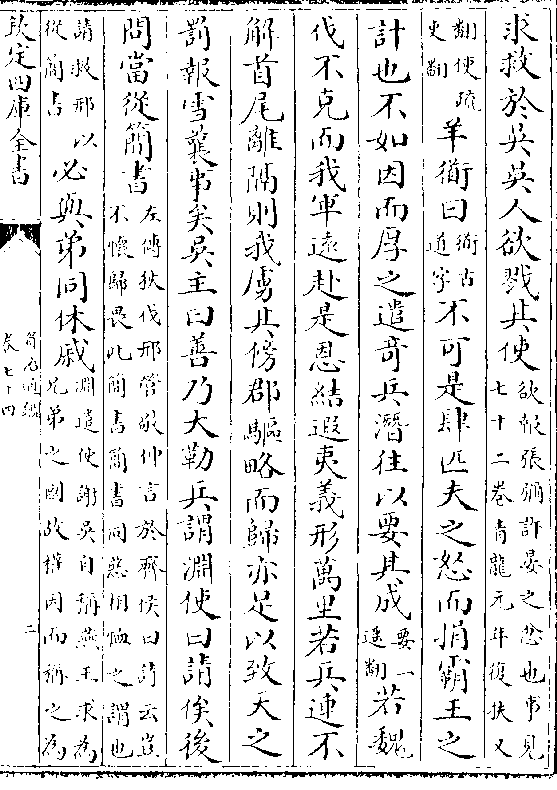 求救於吳吳人欲戮其使欲報張彌許晏之忿也事見七十二卷青龍元年復扶又
翻使疏吏翻羊衜曰衜古道字不可是肆匹夫之怒而捐霸王之
計也不如因而厚之遣奇兵潛往以要其成要一遥翻若魏
伐不克而我軍逺赴是恩結遐夷義形萬里若兵連不
解首尾離隔則我虜其傍郡驅略而歸亦足以致天之
罰報雪曩事矣吳主曰善乃大勒兵謂淵使曰請俟後
問當從簡書左傳狄伐邢管敬仲言於齊侯曰詩云豈不懷歸畏此簡書簡書同惡相恤之謂也
請救邢以從簡書必與弟同休戚淵遣使謝吳自稱燕王求為兄弟之國故權因而稱之為
欽定四庫全書
資治通鑑
卷七十四
二